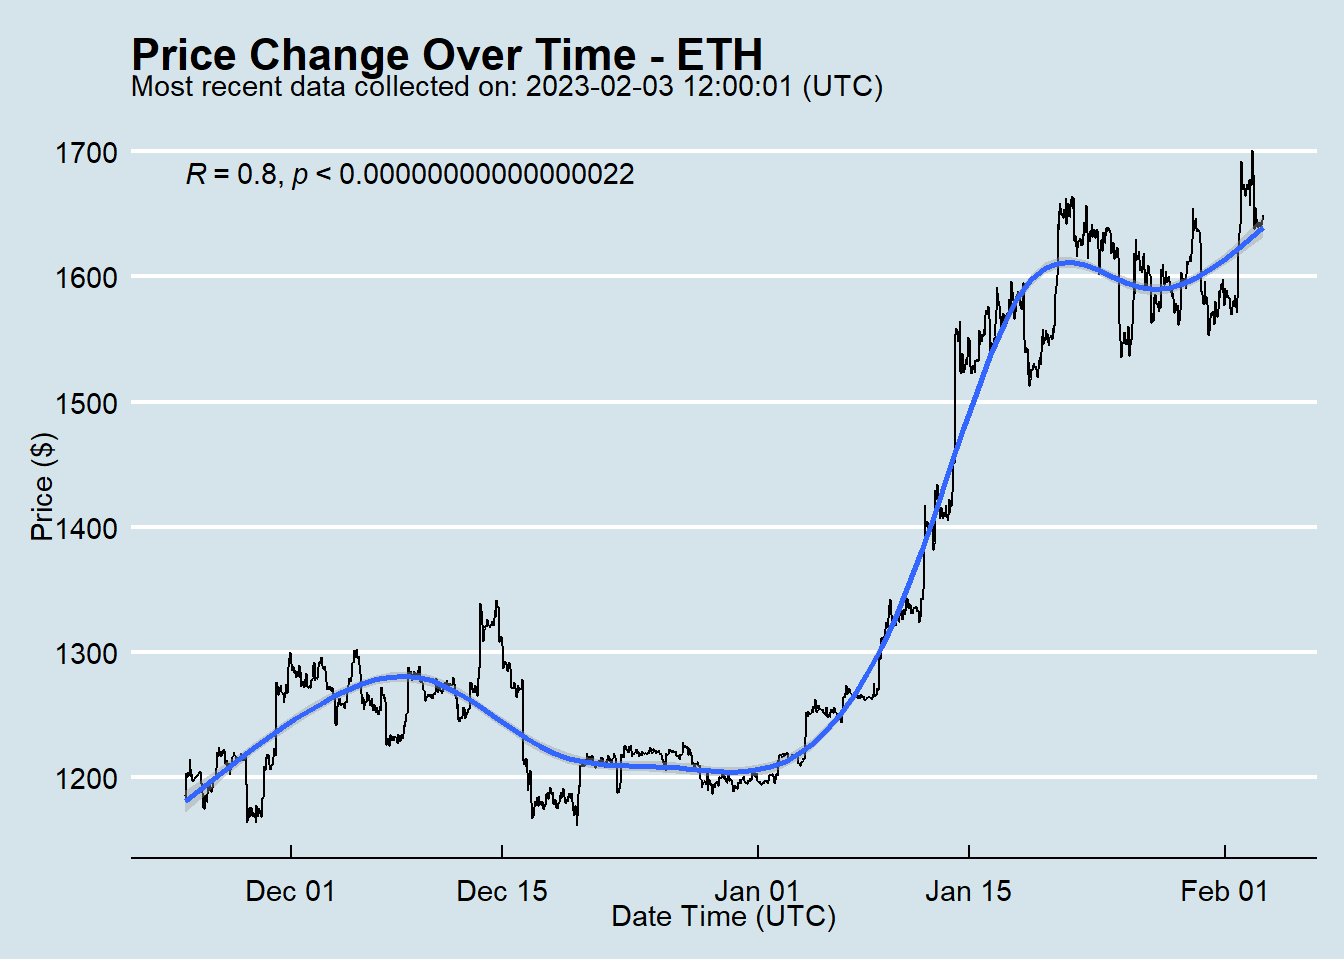 Price Change Over Time - ETH
Most recent data collected on: 2023-02-03 12:00:01 (UTC)
R = 0.8, p < 0.00000000000000022
1700
1600
1500
1400
1300
1200
Price ($)
Dec 01
Dec 15
Jan 01
Jan 15
Feb 01
Date Time (UTC)